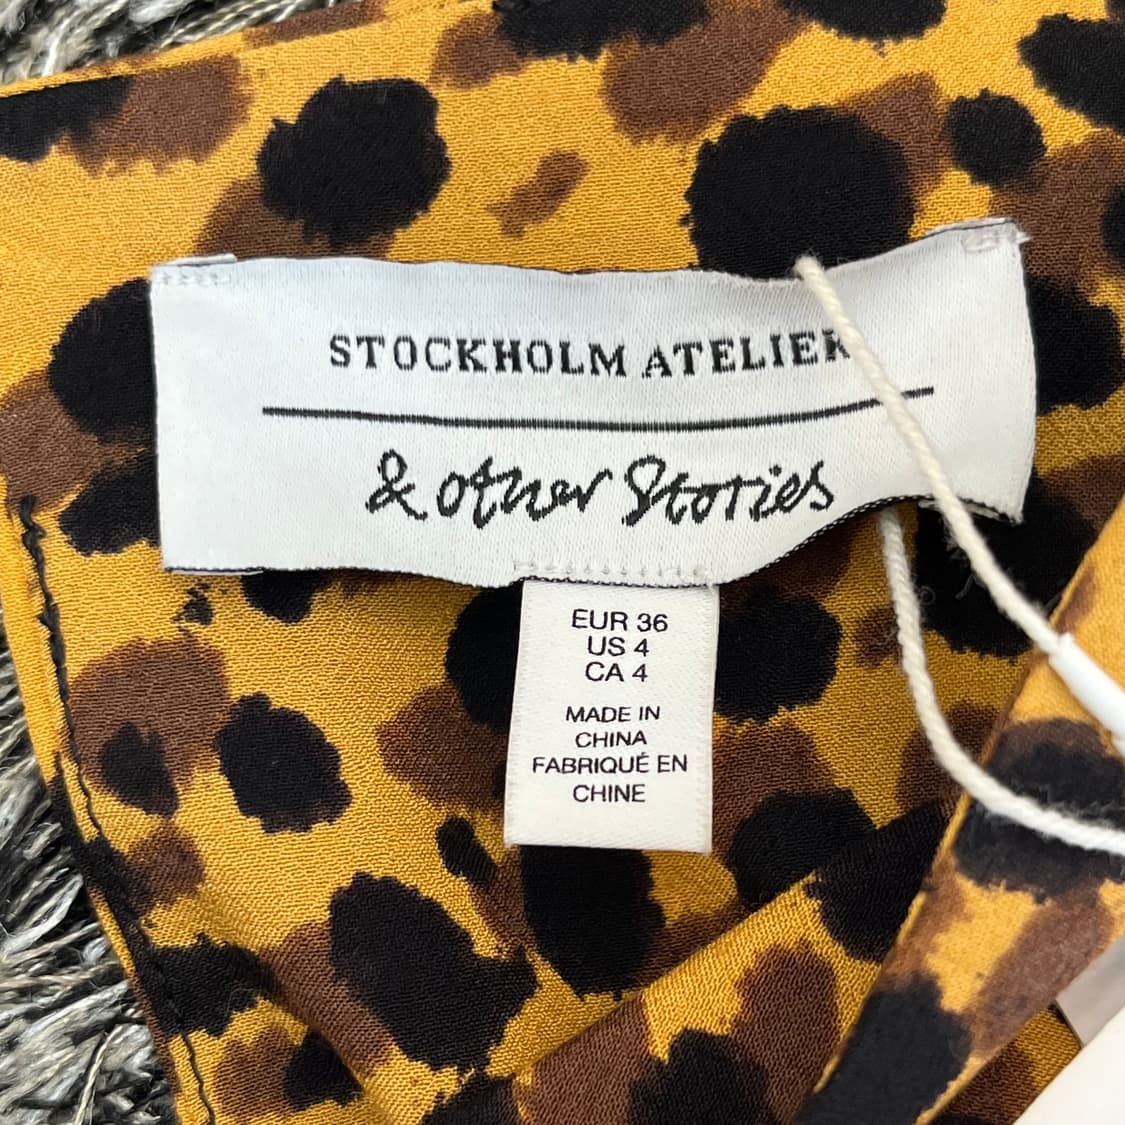 STOCKHOLM ATELIER
& other Stories
EUR 36
US 4
CA 4
MADE IN
CHINA
FABRIQUÉ EN
CHINE